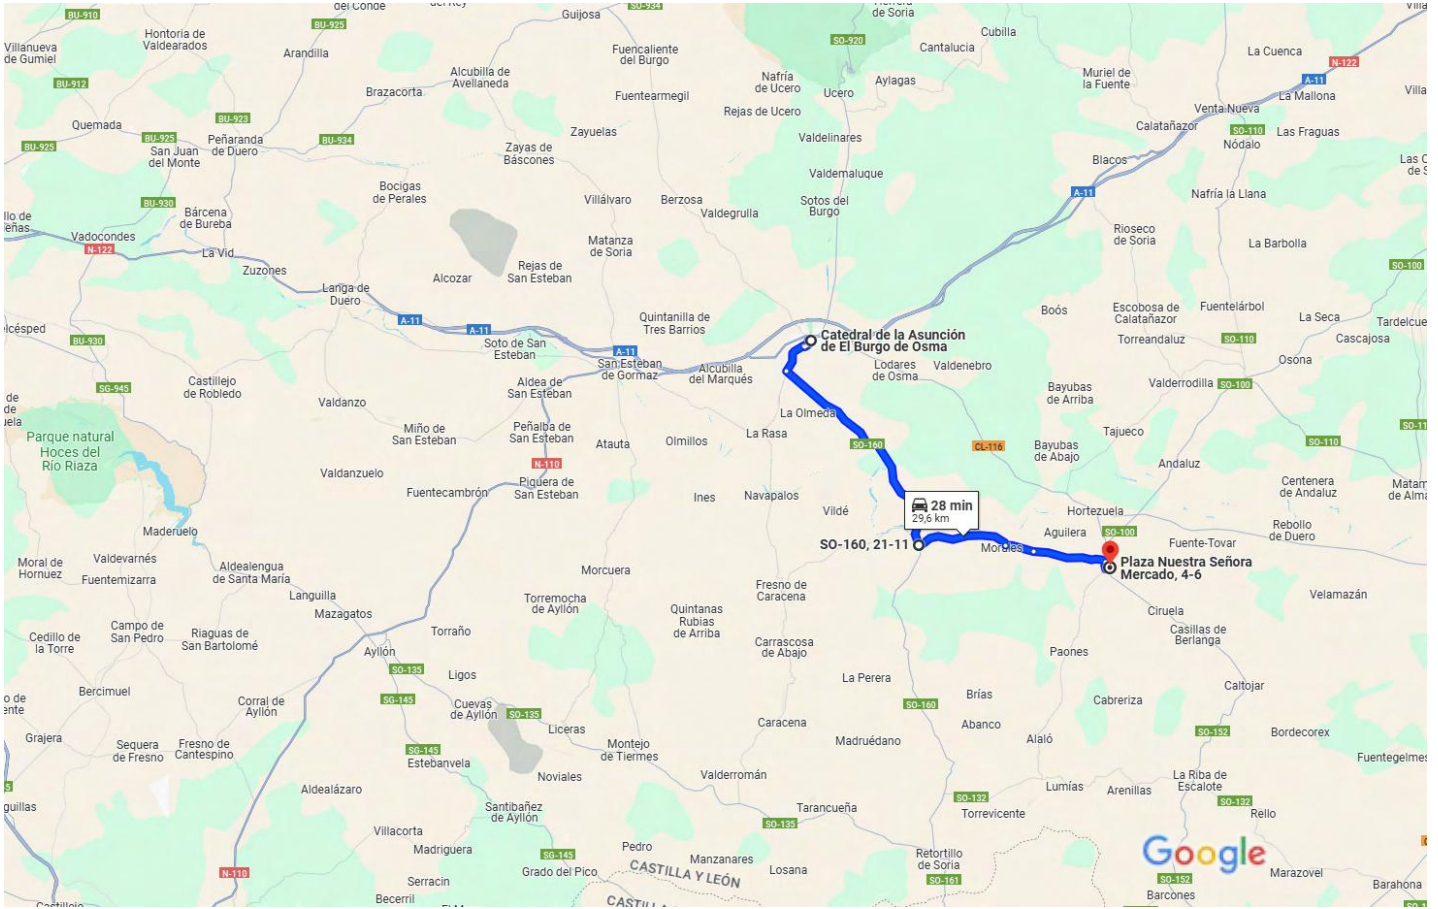 BU-910
del Conde
del Rey
SO-934
Guijosa
de Soria
Hontoria de
Valdearados
BU-925
Villanueva
de Gumiel
Arandilla
Fuencaliente
del Burgo
SO-920
Cantalucia
Cubilla
La Cuenca
N-122
BU-912
Alcubilla de
Avellaneda
Brazacorta
Fuentearmegil
Nafría
de Ucero
Ucero
Aylagas
Muriel de
la Fuente
A-11
La Mallona
Rejas de Ucero
Venta Nueva
Quemada
BU-923
BU-925
BU-925
San Juan
del Monte
Peñaranda
de Duero
BU-934
Zayuelas
Zayas de
Báscones
Valdelinares
Calatañazor
SO-110
Nódalo
Las Fraguas
Blacos
Valdemaluque
A-11
Bocigas
de Perales
Villálvaro
Berzosa
Valdegrulla
Sotos del
Burgo
Nafría la Llana
BU-930
Bárcena
de Bureba
Vadocondes
N-122
La Vid
Zuzones
Matanza
de Soria
Rioseco
de Soria
La Barbolla
Alcozar
Rejas de
San Esteban
SO-100
Langa de
Duero
A-11
A-11
Quintanilla de
Tres Barrios
Boós
Escobosa de
Calatañazor
Fuentelárbol
La Seca
Cascajosa
BU-930
Soto de San
Esteban
A-11
San Esteban
de Gormaz
Alcubilla
del Marqués
Catedral de la Asunción
de El Burgo de Osma
Lodares
de Osma
Valdenebro
Torreandaluz
SO-110
Osona
SG-945
Castillejo
de Robledo
Aldea de
San Esteban
Bayubas
de Arriba
Valderrodilla
SO-100
Valdanzo
La Olmeda
Parque natural
Hoces del
Río Riaza
Miño de
San Esteban
Peñalba de
San Esteban
Atauta
Olmillos
La Rasa
SO-160
CL-116
Bayubas
de Abajo
Tajueco
SO-110
Valdanzuelo
N-110
Andaluz
Fuentecambrón
Piquera de
San Esteban
Ines
Navapalos
Vildé
28 min
29,6 km
Hortezuela
Centenera
de Andaluz
Maderuelo
SO-160, 21-11
Morales
Aguilera
SO-100
Fuente-Tovar
Rebollo
de Duero
Moral de
Hornuez
Valdevarnés
Fuentemizarra
Aldealengua
de Santa María
Languilla
Mazagatos
Morcuera
Fresno de
Caracena
Plaza Nuestra Señora
Mercado, 4-6
Velamazán
Torremocha
de Ayllón
Quintanas
Rubias
de Arriba
Ciruela
Casillas de
Berlanga
Cedillo de
la Torre
Campo de
San Pedro
Riaguas de
San Bartolomé
Torraño
Ayllón
Carrascosa
de Abajo
Paones
SO-135
Ligos
La Perera
Bercimuel
Corral de
Ayllón
SG-145
Cuevas
de Ayllón
SO-135
Liceras
Caracena
SO-160
Brías
Abanco
Cabreriza
Caltojar
Grajera
Sequera
de Fresno
Fresno de
Cantespino
SG-145
Estebanvela
Montejo
de Tiermes
Madruédano
Alaló
SO-152
Bordecorex
Noviales
Valderromán
La Riba de
Escalote
Aldealázaro
Santibáñez
de Ayllón
Tarancueña
SO-132
Torrevicente
Lumías
Arenillas
SO-132
Rello
SO-135
Villacorta
Madriguera
Pedro
Manzanares
Retortillo
de Soria
Google
N-110
SG-145
Grado del Pico
Serracin
CASTILLA Y LEÓN
Losana
SO-161
SO-152
Barcones
Marazovel
Barahona
Becerril